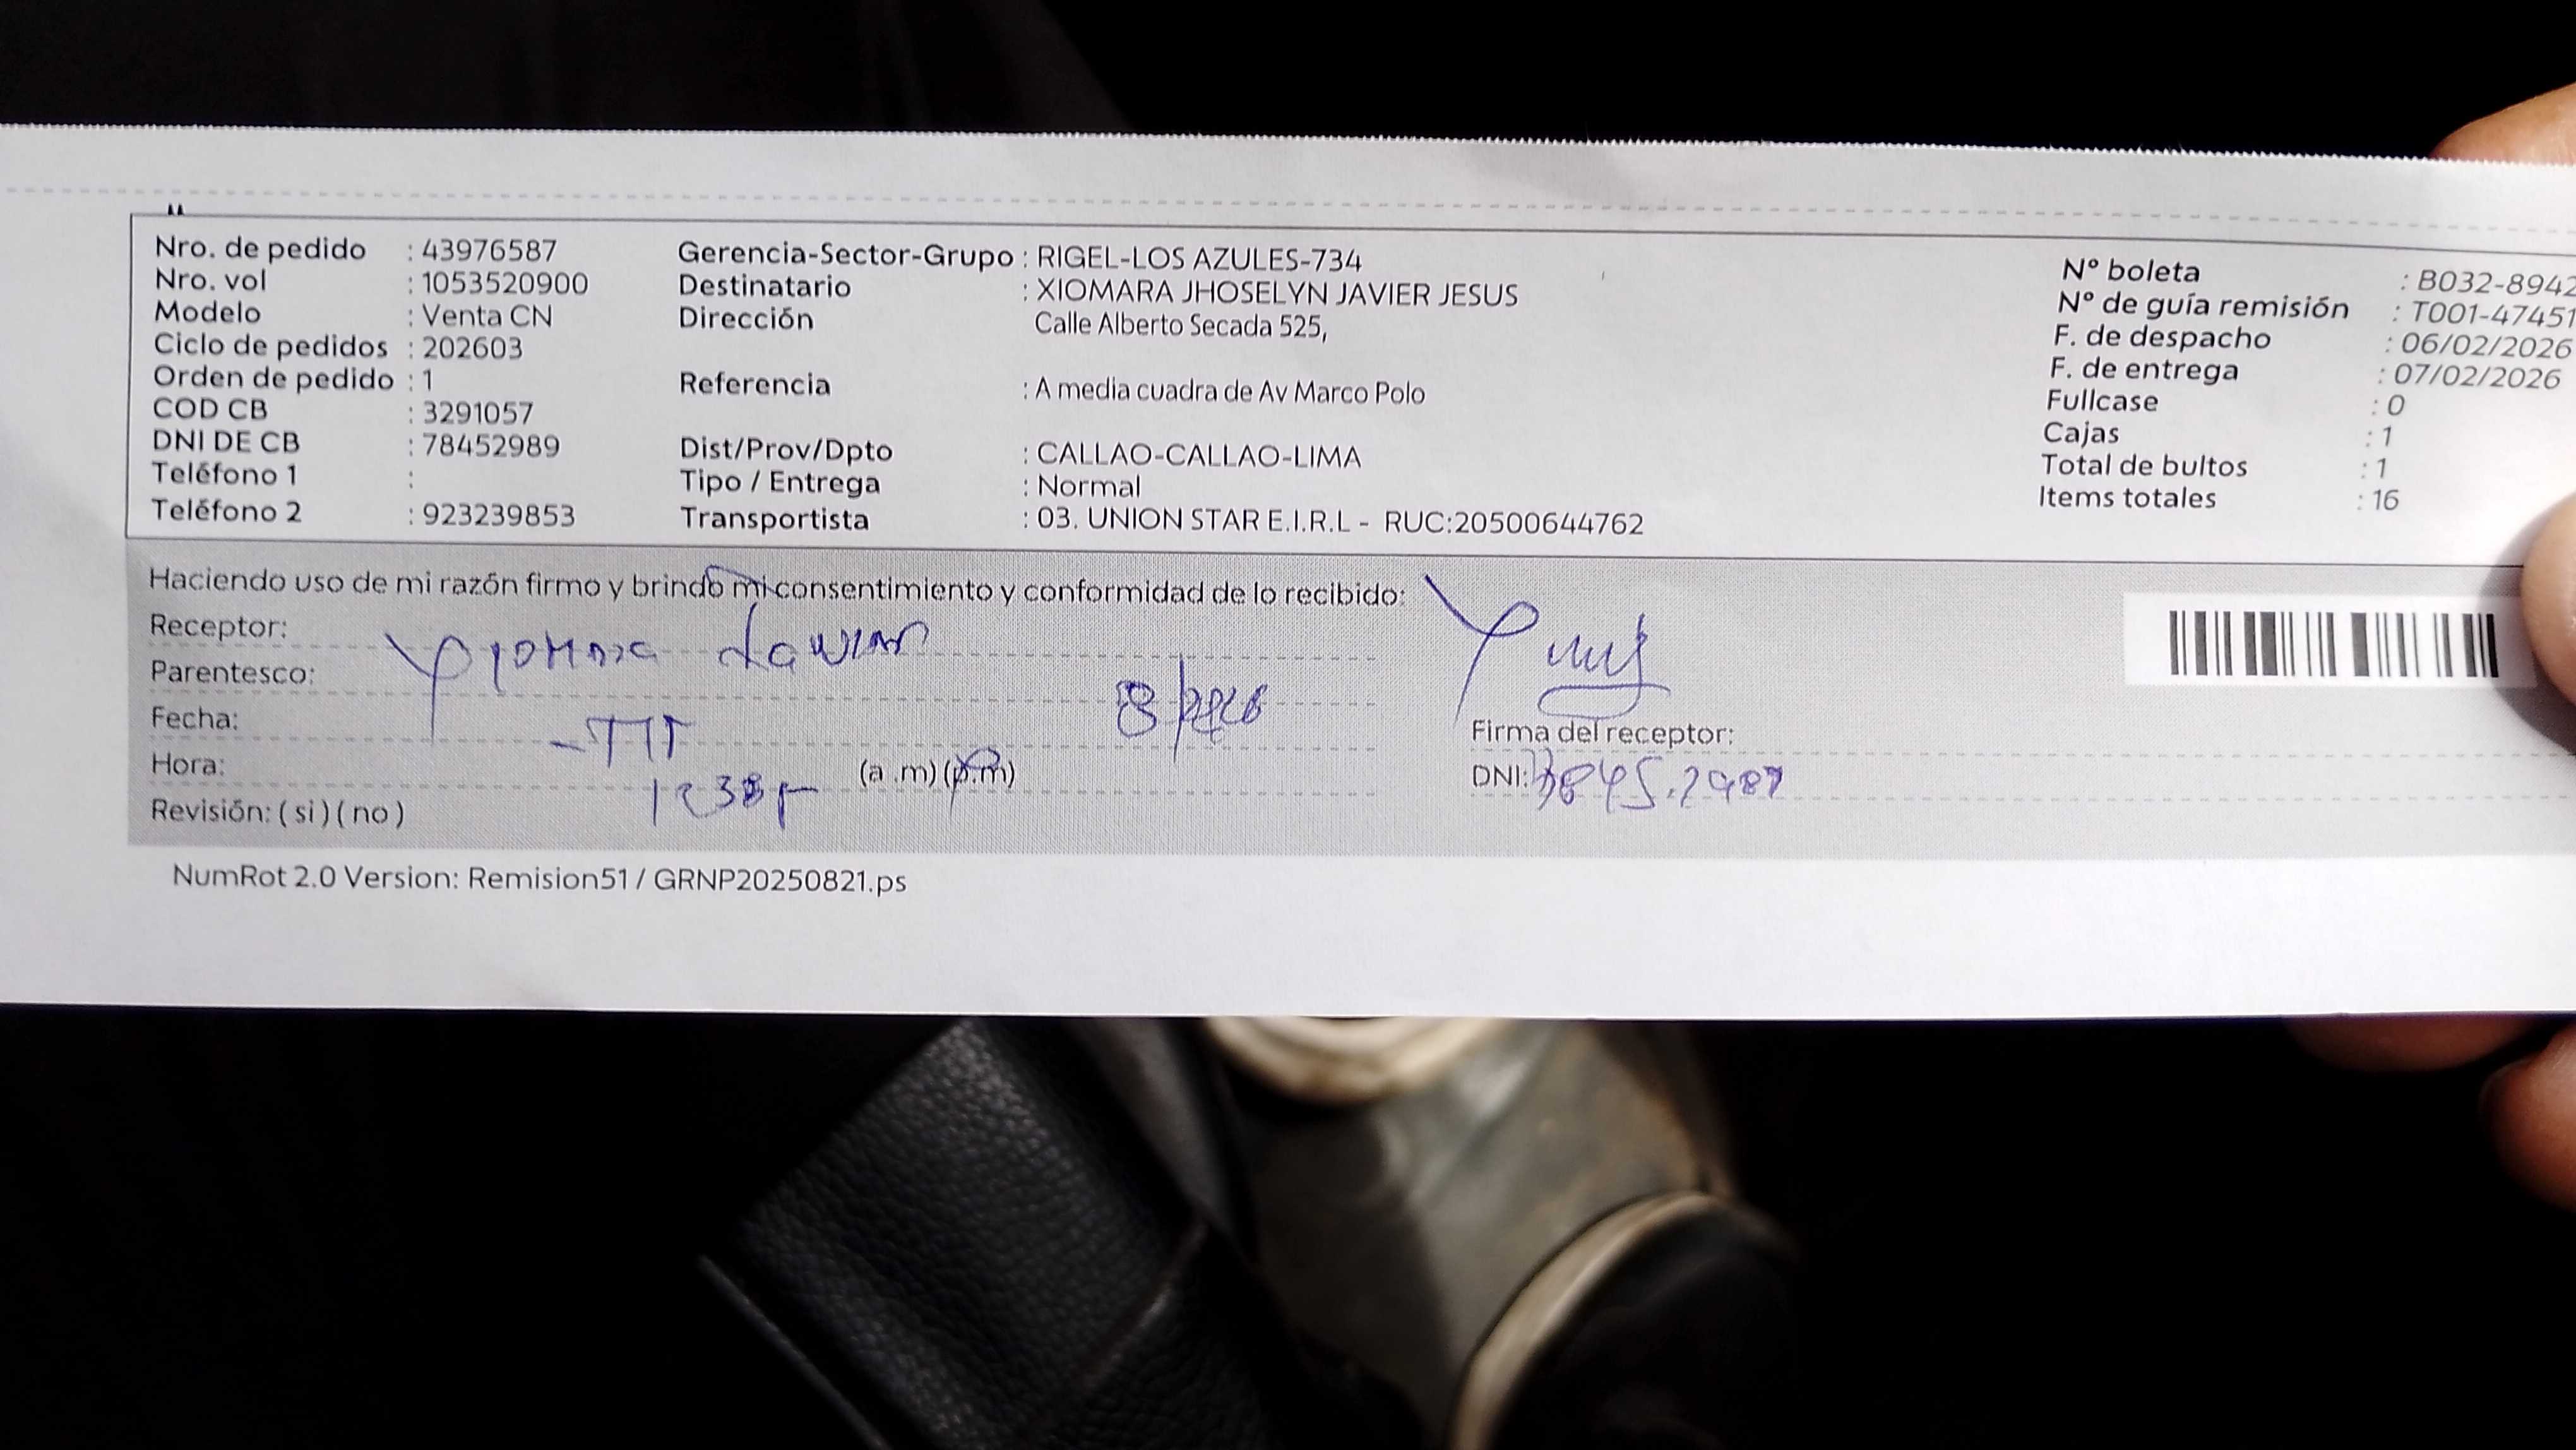 Nro. de pedido : 43976587
Nro. vol : 1053520900
Modelo : Venta CN
Ciclo de pedidos : 202603
Orden de pedido : 1
COD CB : 3291057
DNI DE CB : 78452989
Teléfono 1 :
Teléfono 2 : 923239853
Gerencia-Sector-Grupo : RIGEL-LOS AZULES-734
Destinatario : XIOMARA JHOSELYN JAVIER JESUS
Dirección Calle Alberto Secada 525,
Referencia : A media cuadra de Av Marco Polo
Dist/Prov/Dpto : CALLAO-CALLAO-LIMA
Tipo / Entrega : Normal
Transportista : 03. UNION STAR E.I.R.L - RUC:20500644762
N° boleta : B032-8942
N° de guía remisión : T001-47451
F. de despacho : 06/02/2026
F. de entrega : 07/02/2026
Fullcase : 0
Cajas : 1
Total de bultos : 1
Items totales : 16
Haciendo uso de mi razón firmo y brindo mi consentimiento y conformidad de lo recibido:
Receptor:
Parentesco:
Fecha: TIT
Hora: (a .m) (p.m)
Revisión: ( si ) ( no )
Firma del receptor:
DNI:
NumRot 2.0 Version: Remision51 / GRNP20250821.ps